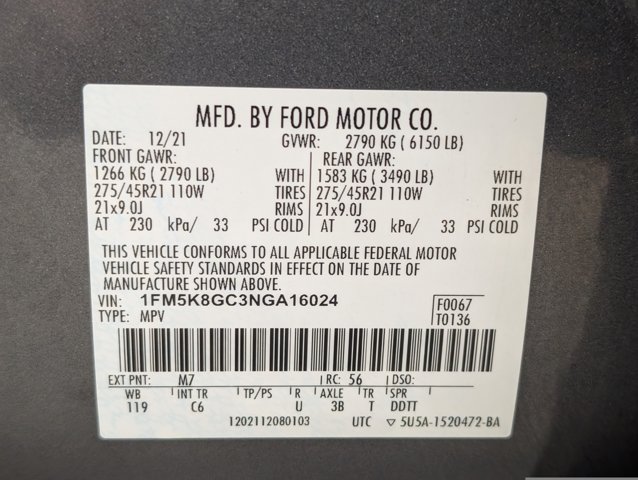 MFD. BY FORD MOTOR CO.
DATE: 12/21 GVWR: 2790 KG ( 6150 LB)
FRONT GAWR: REAR GAWR:
1266 KG ( 2790 LB) WITH 1583 KG ( 3490 LB) WITH
275/45R21 110W TIRES 275/45R21 110W TIRES
21x9.0J RIMS 21x9.0J RIMS
AT 230 kPa/ 33 PSI COLD AT 230 kPa/ 33 PSI COLD
THIS VEHICLE CONFORMS TO ALL APPLICABLE FEDERAL MOTOR
VEHICLE SAFETY STANDARDS IN EFFECT ON THE DATE OF
MANUFACTURE SHOWN ABOVE.
VIN: 1FM5K8GC3NGA16024 F0067
TYPE: MPV T0136
EXT PNT: M7 RC: 56 DSO:
WB INT TR TP/PS R AXLE TR SPR
119 C6 U 3B T DDTT
1202112080103 UTC ▽ 5U5A-1520472-BA